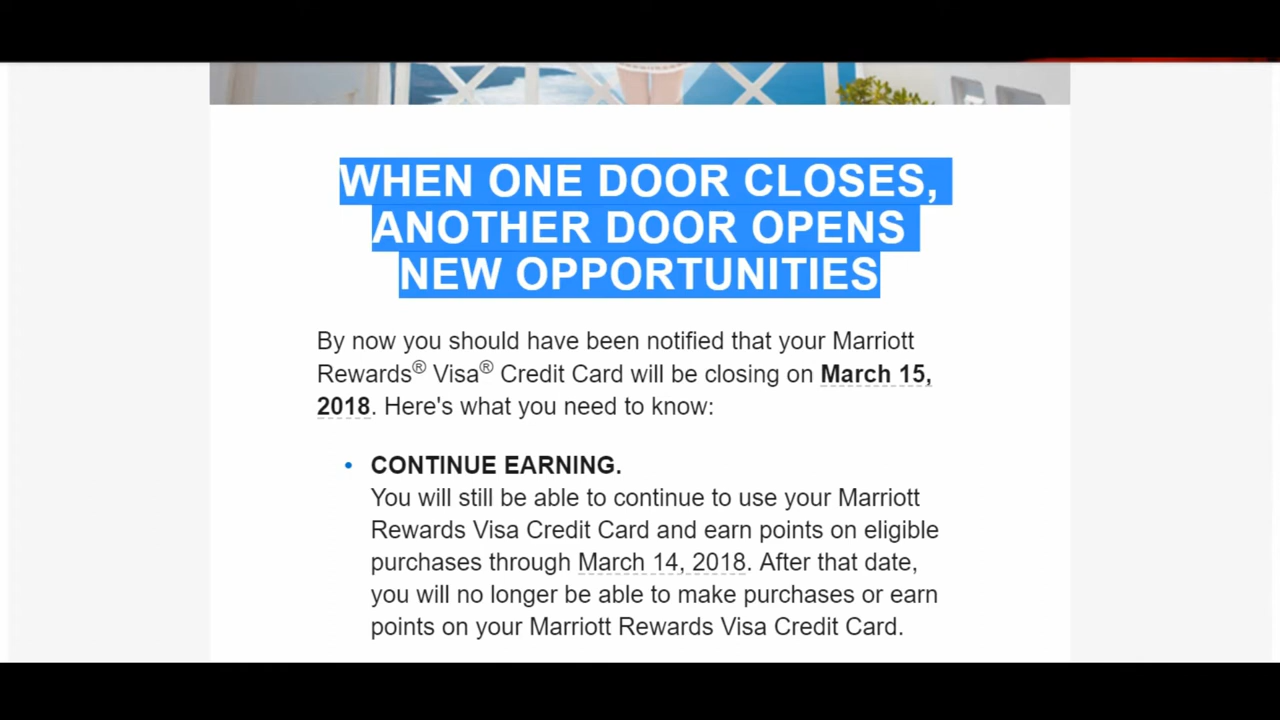 WHEN ONE DOOR CLOSES,
ANOTHER DOOR OPENS
NEW OPPORTUNITIES
By now you should have been notified that your Marriott
Rewards® Visa® Credit Card will be closing on March 15,
2018. Here's what you need to know:
• CONTINUE EARNING.
You will still be able to continue to use your Marriott
Rewards Visa Credit Card and earn points on eligible
purchases through March 14, 2018. After that date,
you will no longer be able to make purchases or earn
points on your Marriott Rewards Visa Credit Card.